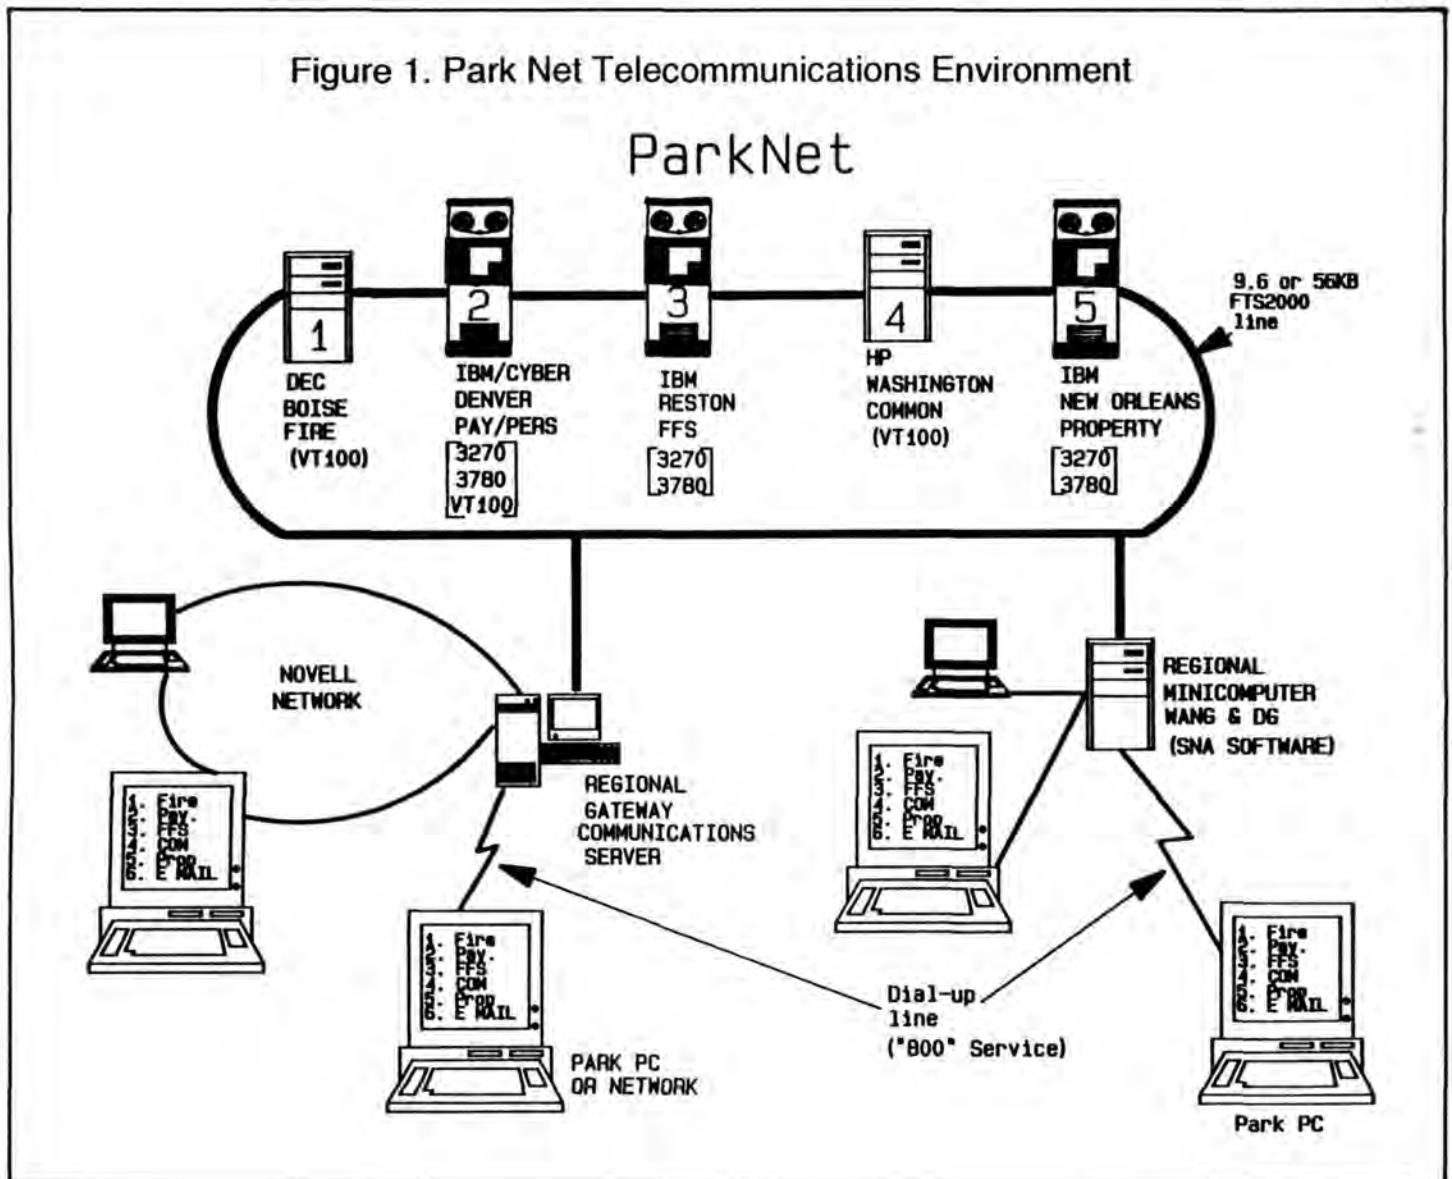 Figure 1. Park Net Telecommunications Environment
ParkNet
1
2
3
4
5
9.6 or 56KB
FTS2000
line
DEC
BOISE
FIRE
(VT100)
IBM/CYBER
DENVER
PAY/PERS
3270
3780
VT100
IBM
RESTON
FFS
3270
3780
HP
WASHINGTON
COMMON
(VT100)
IBM
NEW ORLEANS
PROPERTY
3270
3780
NOVELL
NETWORK
REGIONAL
GATEWAY
COMMUNICATIONS
SERVER
REGIONAL
MINICOMPUTER
WANG & DG
(SNA SOFTWARE)
1. Fire
2. Pay.
3. FFS
4. COM
5. Prop
6. E MAIL
1. Fire
2. Pay.
3. FFS
4. COM
5. Prop
6. E MAIL
1. Fire
2. Pay.
3. FFS
4. COM
5. Prop
6. E MAIL
1. Fire
2. Pay.
3. FFS
4. COM
5. Prop
6. E MAIL
Dial-up
line
("800" Service)
PARK PC
OR NETWORK
Park PC